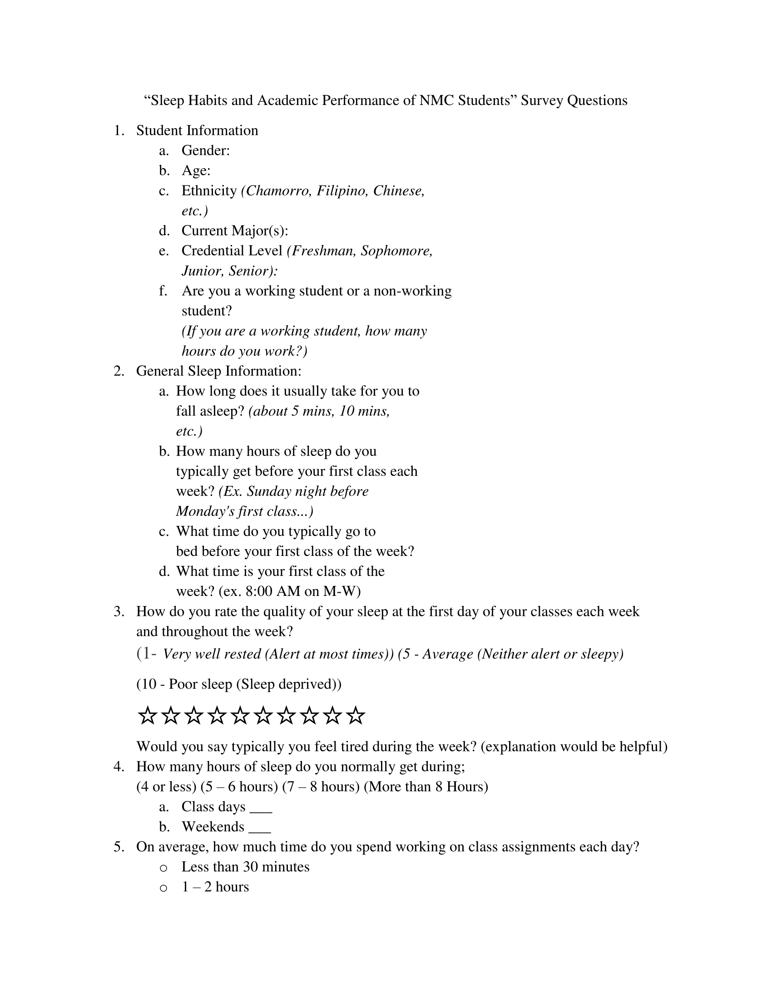 “Sleep Habits and Academic Performance of NMC Students” Survey Questions
1. Student Information
a. Gender:
b. Age:
c. Ethnicity (Chamorro, Filipino, Chinese,
etc.)
d. Current Major(s):
e. Credential Level (Freshman, Sophomore,
Junior, Senior):
f. Are you a working student or a non-working
student?
(If you are a working student, how many
hours do you work?)
2. General Sleep Information:
a. How long does it usually take for you to
fall asleep? (about 5 mins, 10 mins,
etc.)
b. How many hours of sleep do you
typically get before your first class each
week? (Ex. Sunday night before
Monday's first class...)
c. What time do you typically go to
bed before your first class of the week?
d. What time is your first class of the
week? (ex. 8:00 AM on M-W)
3. How do you rate the quality of your sleep at the first day of your classes each week
and throughout the week?
(1- Very well rested (Alert at most times)) (5 - Average (Neither alert or sleepy)
(10 - Poor sleep (Sleep deprived))
☆☆☆☆☆☆☆☆☆☆
Would you say typically you feel tired during the week? (explanation would be helpful)
4. How many hours of sleep do you normally get during;
(4 or less) (5 – 6 hours) (7 – 8 hours) (More than 8 Hours)
a. Class days ___
b. Weekends ___
5. On average, how much time do you spend working on class assignments each day?
o Less than 30 minutes
o 1 – 2 hours